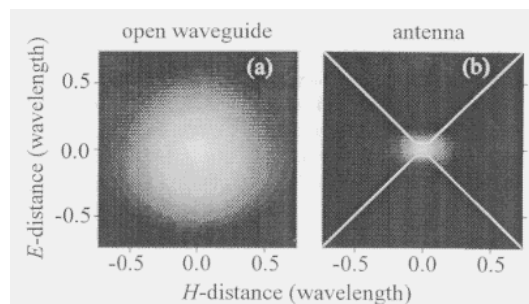 open waveguide
antenna
(a)
(b)
E-distance (wavelength)
0.5
0.0
-0.5
-0.5 0.0 0.5
-0.5 0.0 0.5
H-distance (wavelength)